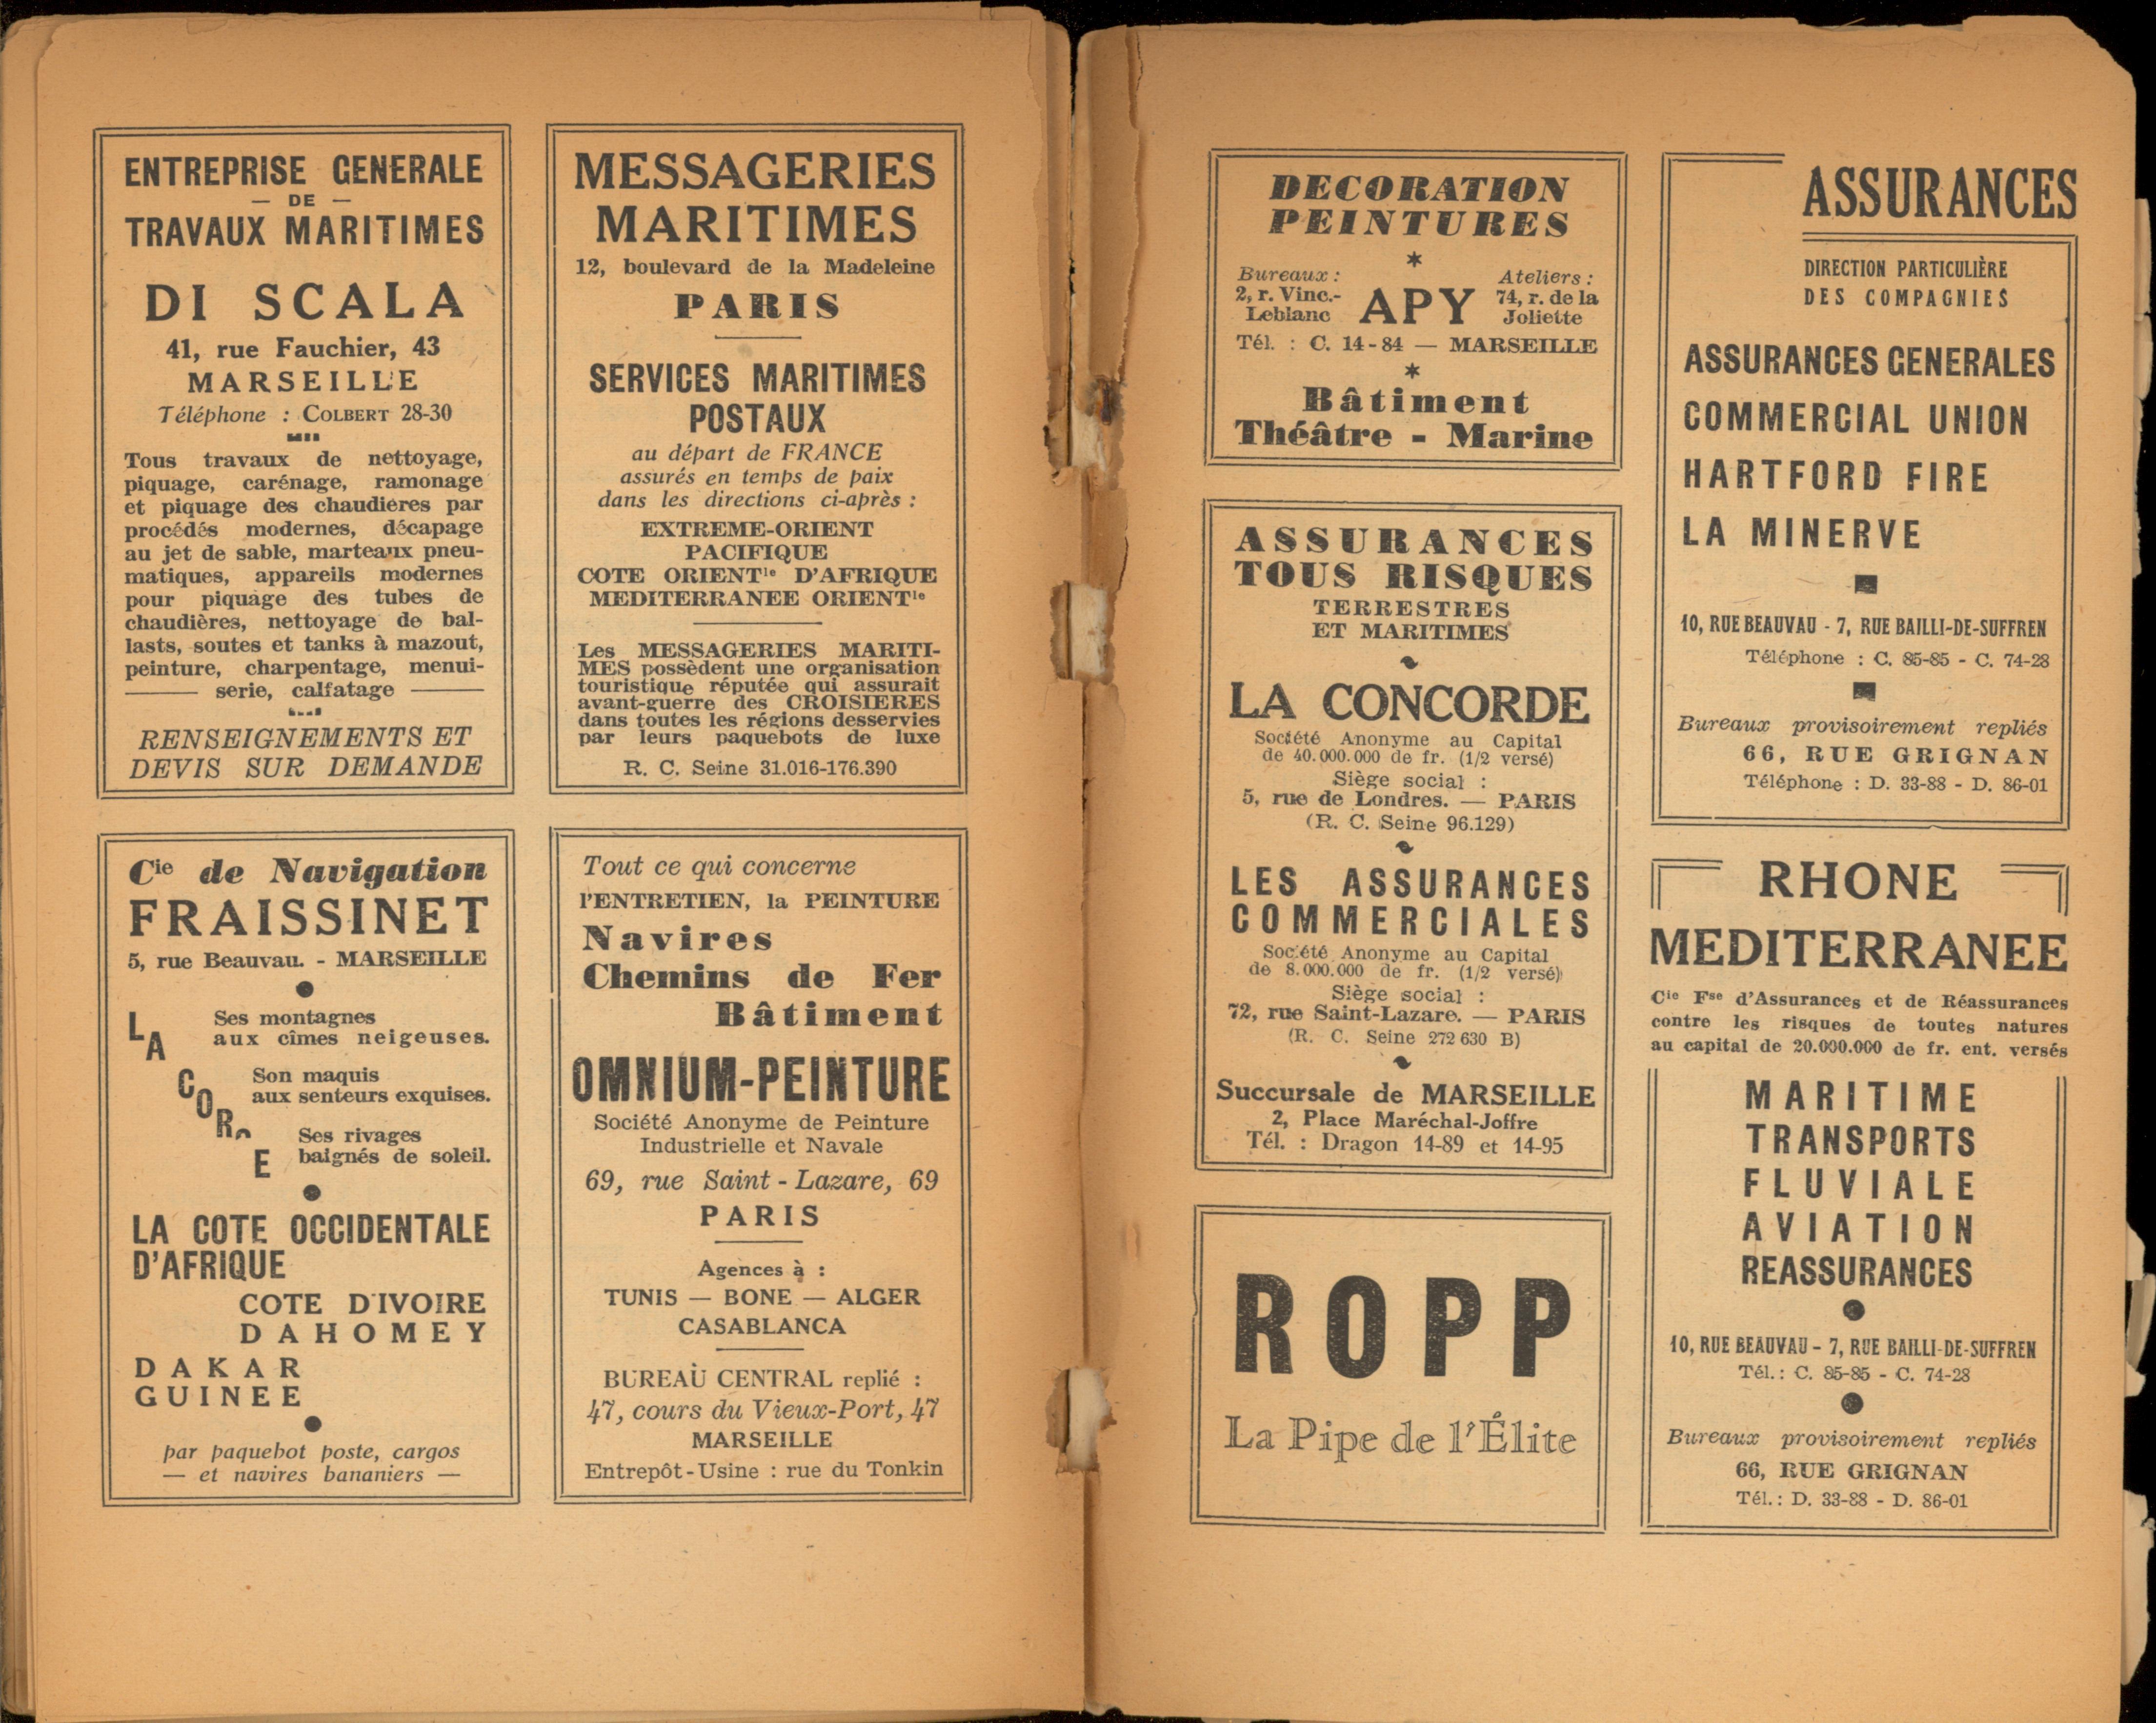 ENTREPRISE GENERALE
— DE —
TRAVAUX MARITIMES
DI SCALA
41, rue Fauchier, 43
MARSEILLE
Téléphone : COLBERT 28-30
Tous travaux de nettoyage,
piquage, carénage, ramonage
et piquage des chaudières par
procédés modernes, décapage
au jet de sable, marteaux pneu-
matiques, appareils modernes
pour piquage des tubes de
chaudières, nettoyage de bal-
lasts, soutes et tanks à mazout,
peinture, charpentage, menui-
serie, calfatage
RENSEIGNEMENTS ET
DEVIS SUR DEMANDE
Cie de Navigation
FRAISSINET
5, rue Beauvau. - MARSEILLE
LA CORSE
Ses montagnes
aux cîmes neigeuses.
Son maquis
aux senteurs exquises.
Ses rivages
baignés de soleil.
LA COTE OCCIDENTALE
D'AFRIQUE
COTE D'IVOIRE
DAHOMEY
DAKAR
GUINEE
par paquebot poste, cargos
— et navires bananiers —
MESSAGERIES
MARITIMES
12, boulevard de la Madeleine
PARIS
SERVICES MARITIMES
POSTAUX
au départ de FRANCE
assurés en temps de paix
dans les directions ci-après :
EXTREME-ORIENT
PACIFIQUE
COTE ORIENTle D'AFRIQUE
MEDITERRANEE ORIENTle
Les MESSAGERIES MARITI-
MES possèdent une organisation
touristique réputée qui assurait
avant-guerre des CROISIERES
dans toutes les régions desservies
par leurs paquebots de luxe
R. C. Seine 31.016-176.390
Tout ce qui concerne
l'ENTRETIEN, la PEINTURE
Navires
Chemins de Fer
Bâtiment
OMNIUM-PEINTURE
Société Anonyme de Peinture
Industrielle et Navale
69, rue Saint-Lazare, 69
PARIS
Agences à :
TUNIS — BONE — ALGER
CASABLANCA
BUREAU CENTRAL replié :
47, cours du Vieux-Port, 47
MARSEILLE
Entrepôt-Usine : rue du Tonkin
DECORATION
PEINTURES
Bureaux :
2, r. Vinc.-
Leblanc
APY
Ateliers :
74, r. de la
Joliette
Tél. : C. 14-84 — MARSEILLE
Bâtiment
Théâtre - Marine
ASSURANCES
TOUS RISQUES
TERRESTRES
ET MARITIMES
LA CONCORDE
Société Anonyme au Capital
de 40.000.000 de fr. (1/2 versé)
Siège social :
5, rue de Londres. — PARIS
(R. C. Seine 96.129)
LES ASSURANCES
COMMERCIALES
Société Anonyme au Capital
de 8.000.000 de fr. (1/2 versé)
Siège social :
72, rue Saint-Lazare. — PARIS
(R. C. Seine 272 630 B)
Succursale de MARSEILLE
2, Place Maréchal-Joffre
Tél. : Dragon 14-89 et 14-95
ROPP
La Pipe de l'Élite
ASSURANCES
DIRECTION PARTICULIÈRE
DES COMPAGNIES
ASSURANCES GENERALES
COMMERCIAL UNION
HARTFORD FIRE
LA MINERVE
10, RUE BEAUVAU - 7, RUE BAILLI-DE-SUFFREN
Téléphone : C. 85-85 - C. 74-28
Bureaux provisoirement repliés
66, RUE GRIGNAN
Téléphone : D. 33-88 - D. 86-01
RHONE
MEDITERRANEE
Cie Fse d'Assurances et de Réassurances
contre les risques de toutes natures
au capital de 20.000.000 de fr. ent. versés
MARITIME
TRANSPORTS
FLUVIALE
AVIATION
REASSURANCES
10, RUE BEAUVAU - 7, RUE BAILLI-DE-SUFFREN
Tél.: C. 85-85 - C. 74-28
Bureaux provisoirement repliés
66, RUE GRIGNAN
Tél.: D. 33-88 - D. 86-01